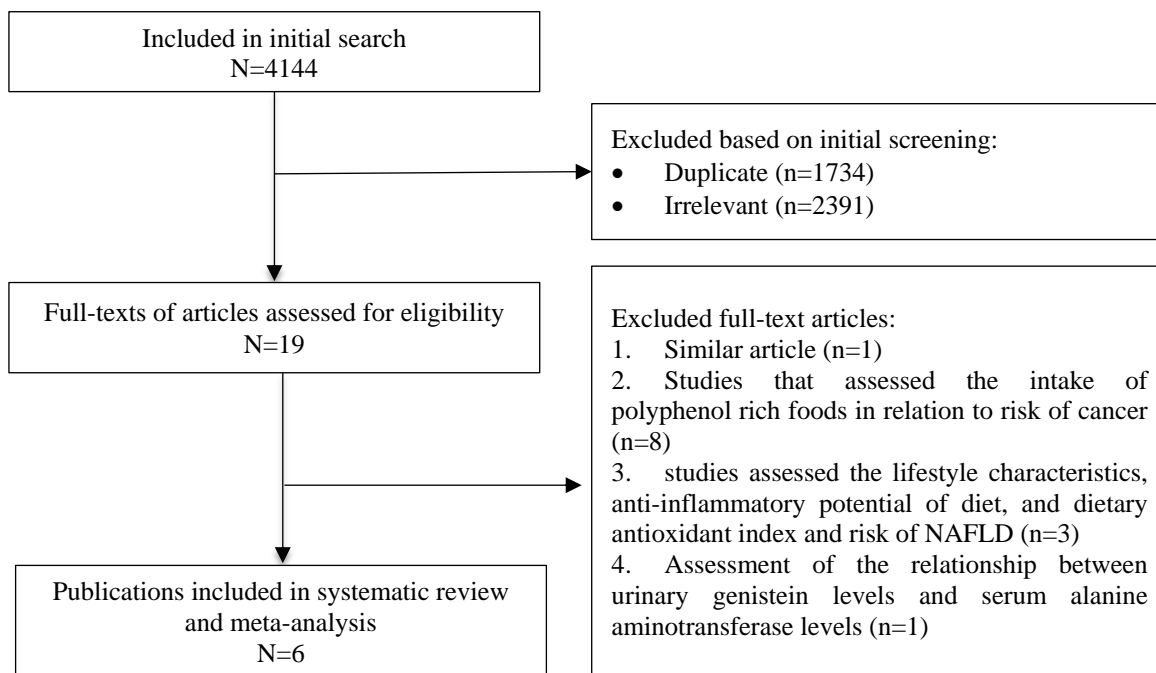 Included in initial search
N=4144
Excluded based on initial screening:
• Duplicate (n=1734)
• Irrelevant (n=2391)
Full-texts of articles assessed for eligibility
N=19
Excluded full-text articles:
1. Similar article (n=1)
2. Studies that assessed the intake of
polyphenol rich foods in relation to risk of cancer
(n=8)
3. studies assessed the lifestyle characteristics,
anti-inflammatory potential of diet, and dietary
antioxidant index and risk of NAFLD (n=3)
4. Assessment of the relationship between
urinary genistein levels and serum alanine
aminotransferase levels (n=1)
Publications included in systematic review
and meta-analysis
N=6